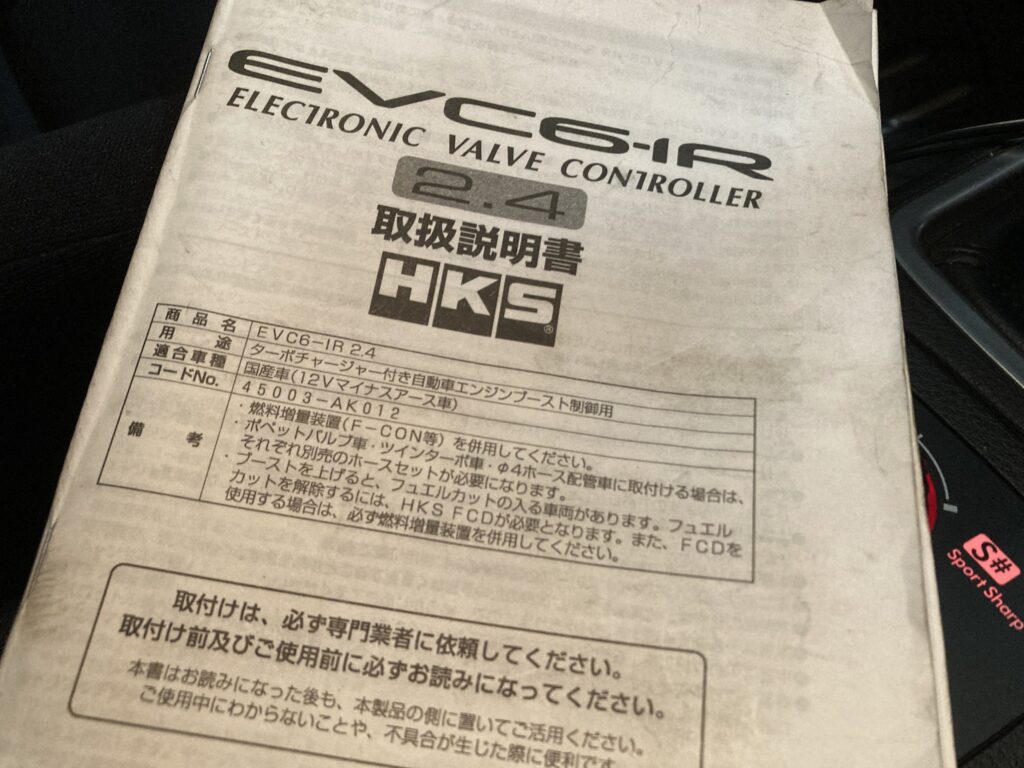 EVC6-IR
ELECTRONIC VALVE CONTROLLER
2.4
取扱説明書
HKS®
商品名 EVC6-IR 2.4
用途 ターボチャージャー付き自動車エンジンブースト制御用
適合車種 国産車(12Vマイナスアース車)
コードNo. 45003-AK012
備考 ・燃料増量装置(F-CON等)を併用してください。
・ポペットバルブ車・ツインターボ車・φ4ホース配管車に取付ける場合は、
それぞれ別売のホースセットが必要になります。
・ブーストを上げると、フュエルカットの入る車両があります。フュエル
カットを解除するには、HKS FCDが必要となります。また、FCDを
使用する場合は、必ず燃料増量装置を併用してください。
取付けは、必ず専門業者に依頼してください。
取付け前及びご使用前に必ずお読みになってください。
本書はお読みになった後も、本製品の側に置いてご活用ください。
ご使用中にわからないことや、不具合が生じた際に便利です
S#
Sport Sharp